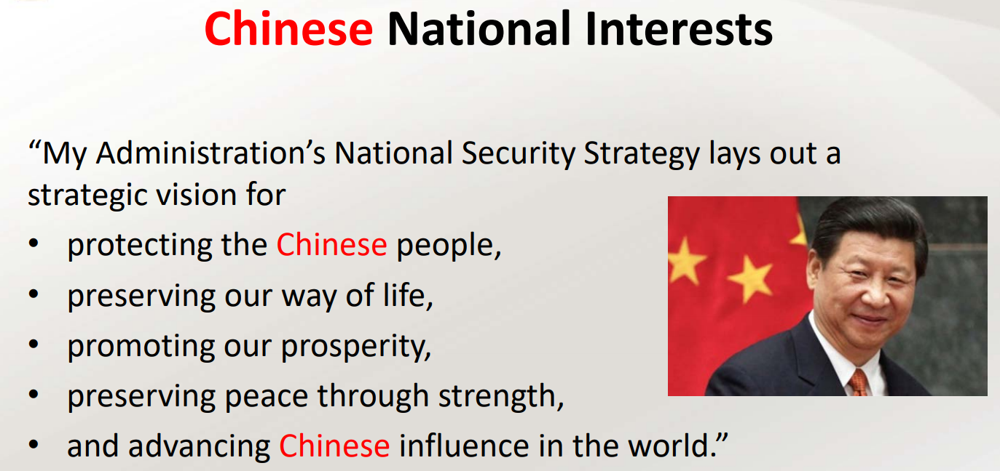 Chinese National Interests
“My Administration’s National Security Strategy lays out a
strategic vision for
• protecting the Chinese people,
• preserving our way of life,
• promoting our prosperity,
• preserving peace through strength,
• and advancing Chinese influence in the world.”